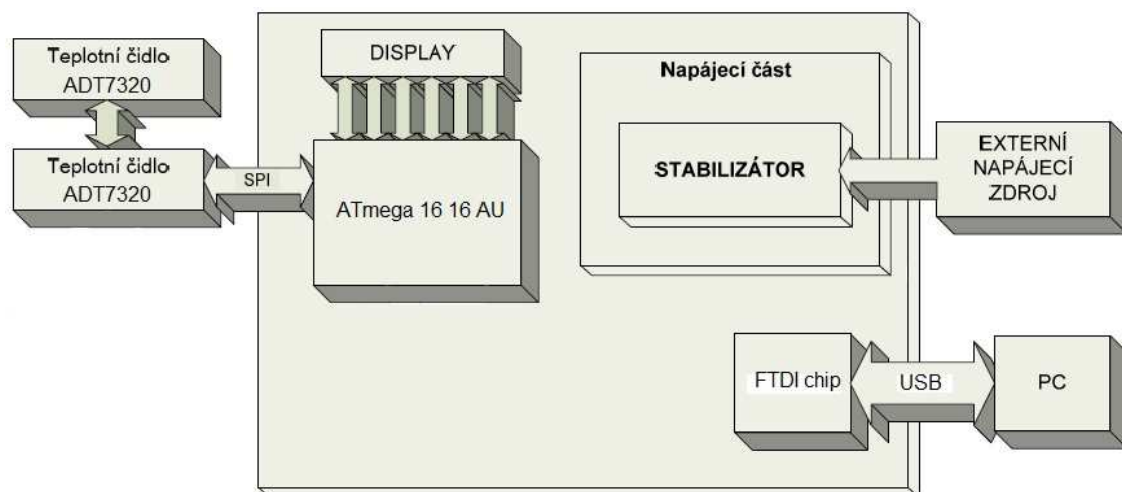 Teplotní čidlo
ADT7320
Teplotní čidlo
ADT7320
SPI
DISPLAY
ATmega 16 16 AU
Napájecí část
STABILIZÁTOR
EXTERNÍ
NAPÁJECÍ
ZDROJ
FTDI chip
USB
PC